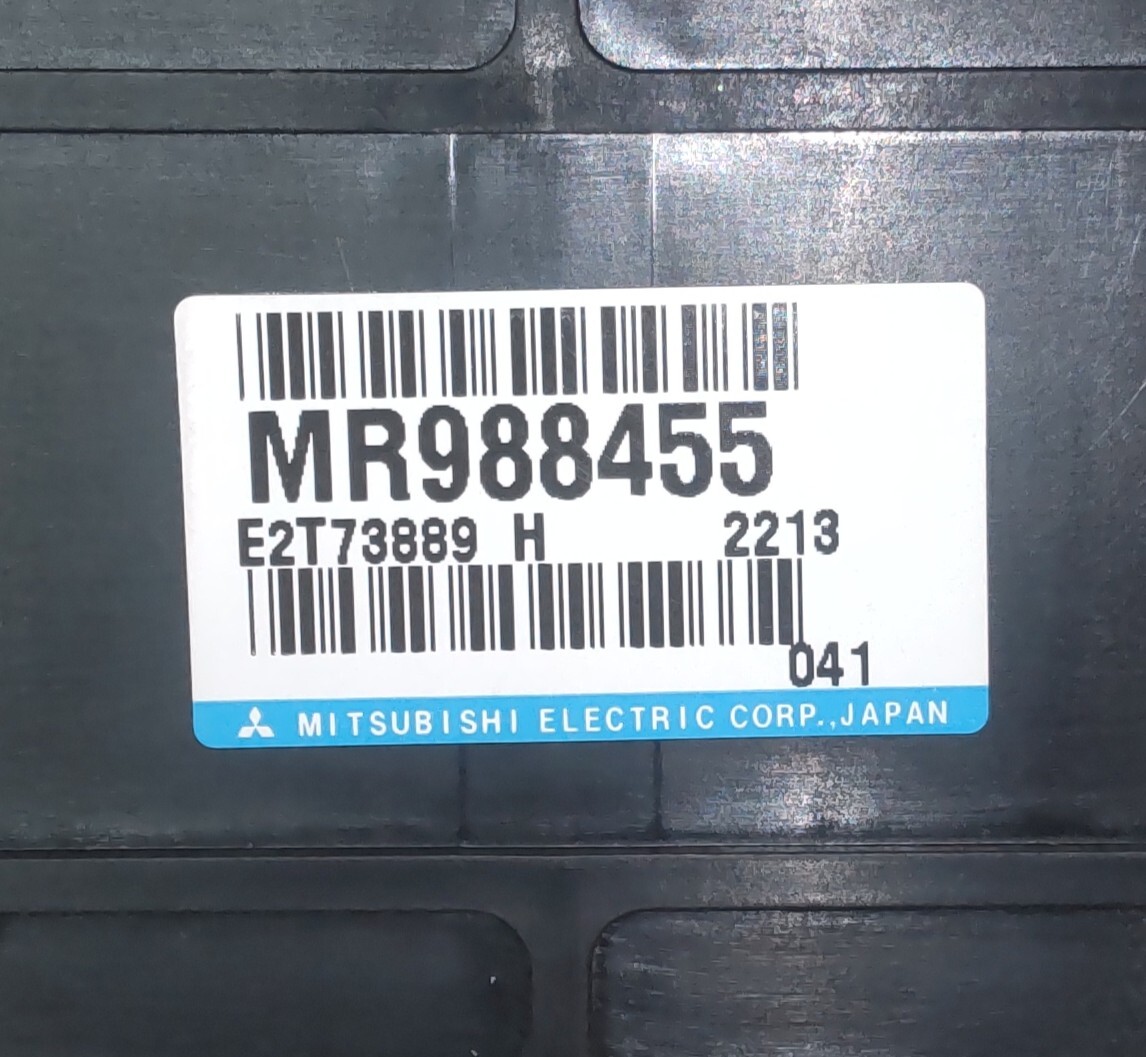 MR988455
E2T73889 H 2213
041
MITSUBISHI ELECTRIC CORP.,JAPAN